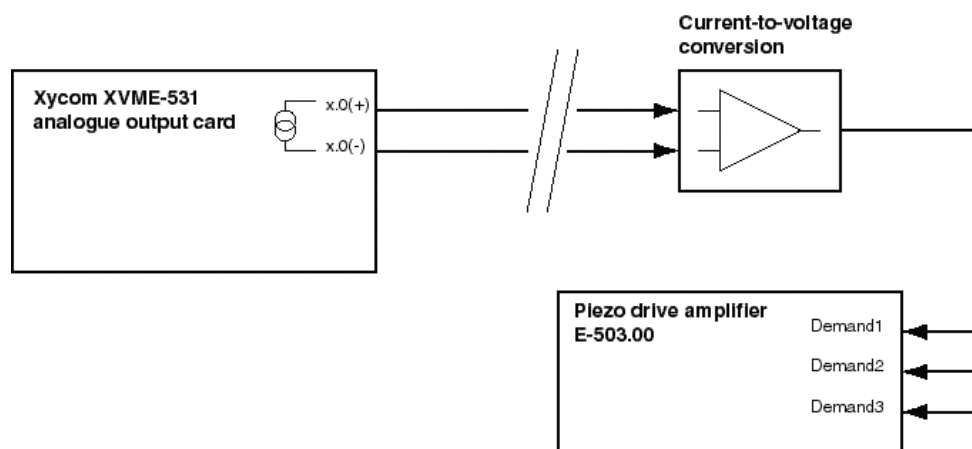 Current-to-voltage
conversion
Xycom XVME-531
analogue output card
x.0(+)
x.0(-)
Piezo drive amplifier
E-503.00
Demand1
Demand2
Demand3